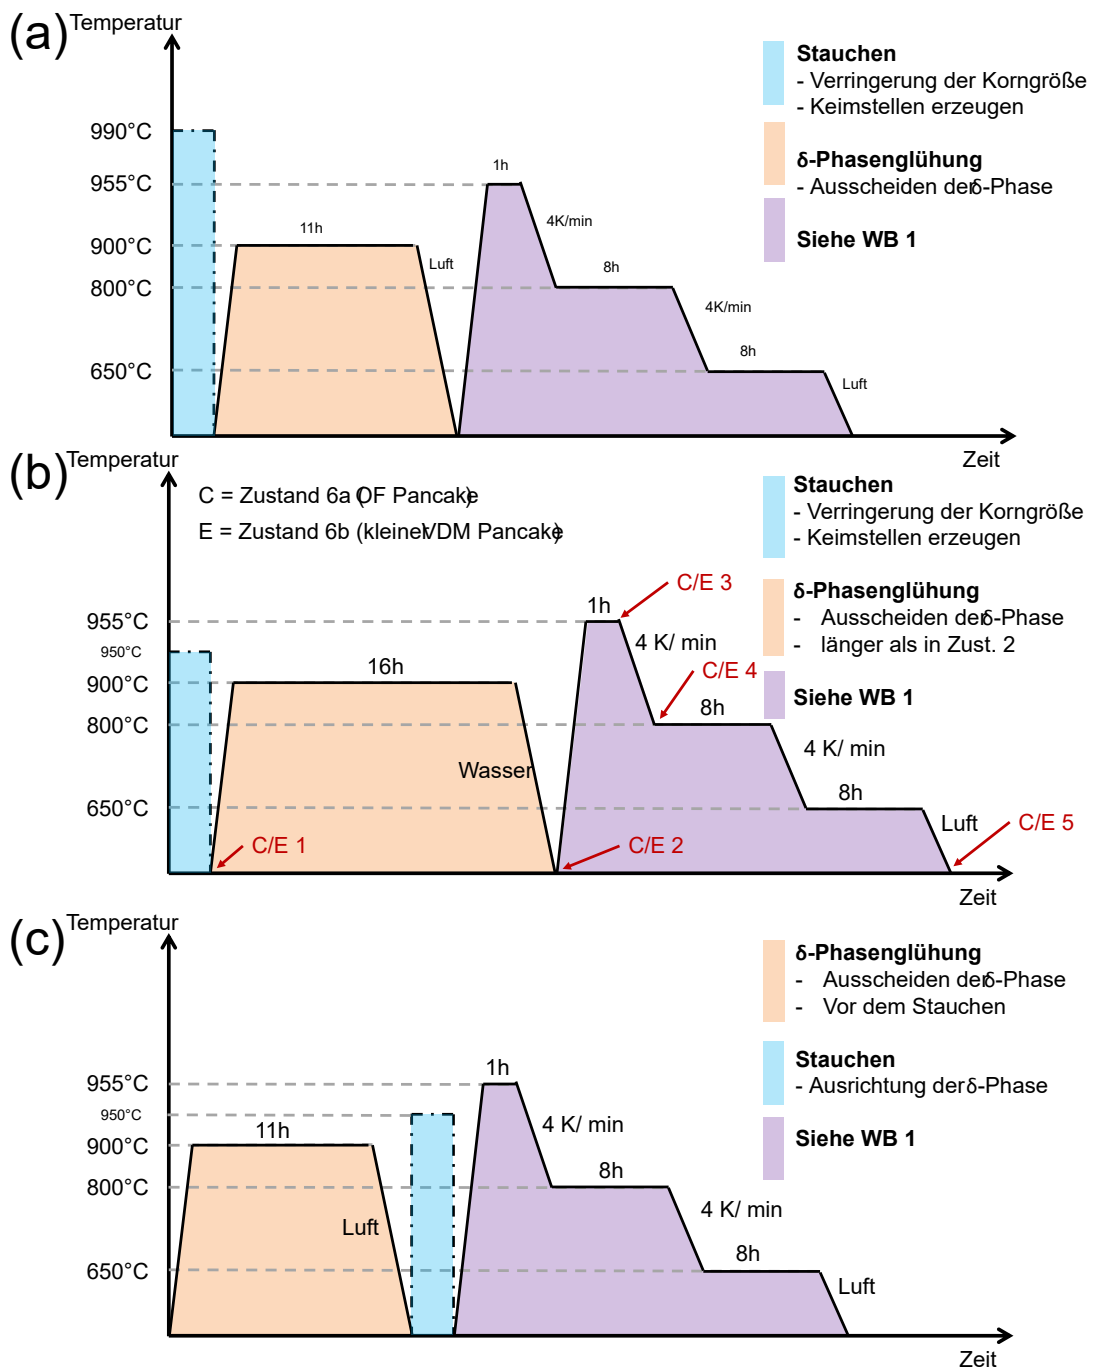 (a)
Temperatur
990°C
955°C
900°C
800°C
650°C
11h
Luft
1h
4K/min
8h
4K/min
8h
Luft
Zeit
Stauchen
- Verringerung der Korngröße
- Keimstellen erzeugen
δ-Phasenglühung
- Ausscheiden der δ-Phase
Siehe WB 1
(b)
Temperatur
C = Zustand 6a (OF Pancake)
E = Zustand 6b (kleiner VDM Pancake)
955°C
950°C
900°C
800°C
650°C
16h
Wasser
1h
4 K/ min
8h
4 K/ min
8h
Luft
C/E 1
C/E 2
C/E 3
C/E 4
C/E 5
Zeit
Stauchen
- Verringerung der Korngröße
- Keimstellen erzeugen
δ-Phasenglühung
- Ausscheiden der δ-Phase
- länger als in Zust. 2
Siehe WB 1
(c)
Temperatur
955°C
950°C
900°C
800°C
650°C
11h
Luft
1h
4 K/ min
8h
4 K/ min
8h
Luft
Zeit
δ-Phasenglühung
- Ausscheiden der δ-Phase
- Vor dem Stauchen
Stauchen
- Ausrichtung der δ-Phase
Siehe WB 1